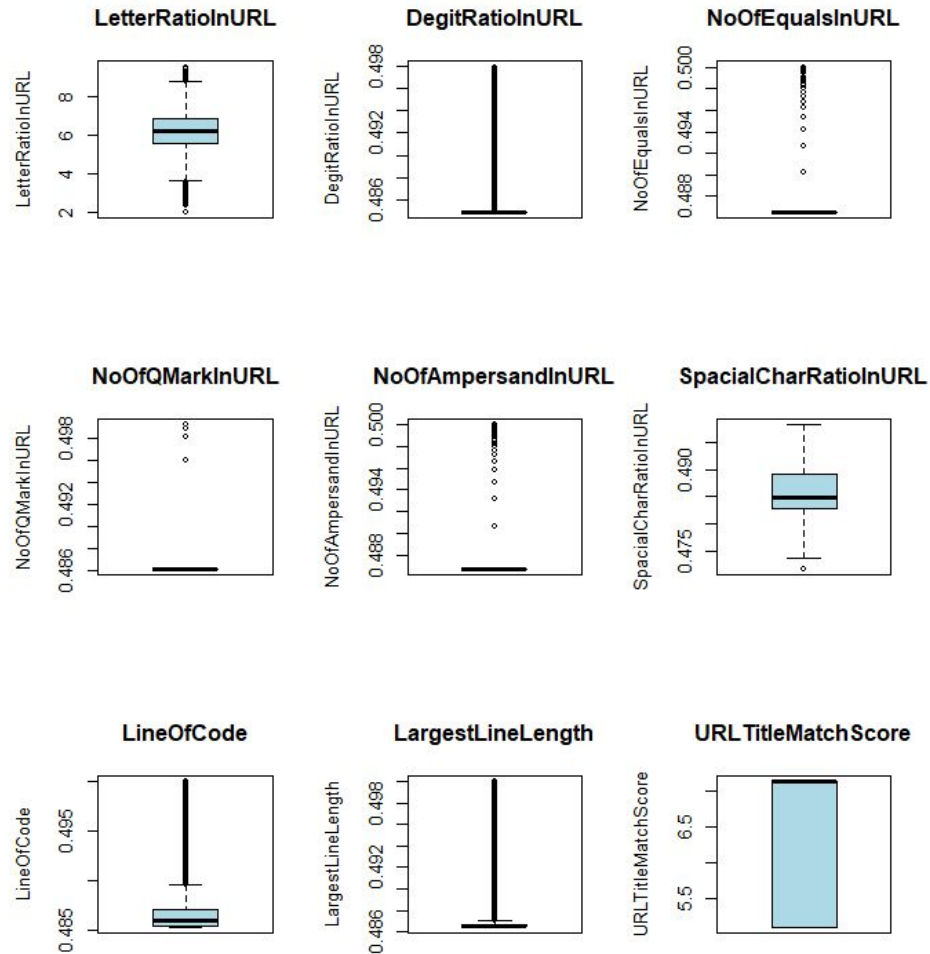 LetterRatioInURL
LetterRatioInURL
2 4 6 8
DegitRatioInURL
DegitRatioInURL
0.486 0.492 0.498
NoOfEqualsInURL
NoOfEqualsInURL
0.488 0.494 0.500
NoOfQMarkInURL
NoOfQMarkInURL
0.486 0.492 0.498
NoOfAmpersandInURL
NoOfAmpersandInURL
0.488 0.494 0.500
SpacialCharRatioInURL
SpacialCharRatioInURL
0.475 0.490
LineOfCode
LineOfCode
0.485 0.495
LargestLineLength
LargestLineLength
0.486 0.492 0.498
URLTitleMatchScore
URLTitleMatchScore
5.5 6.5